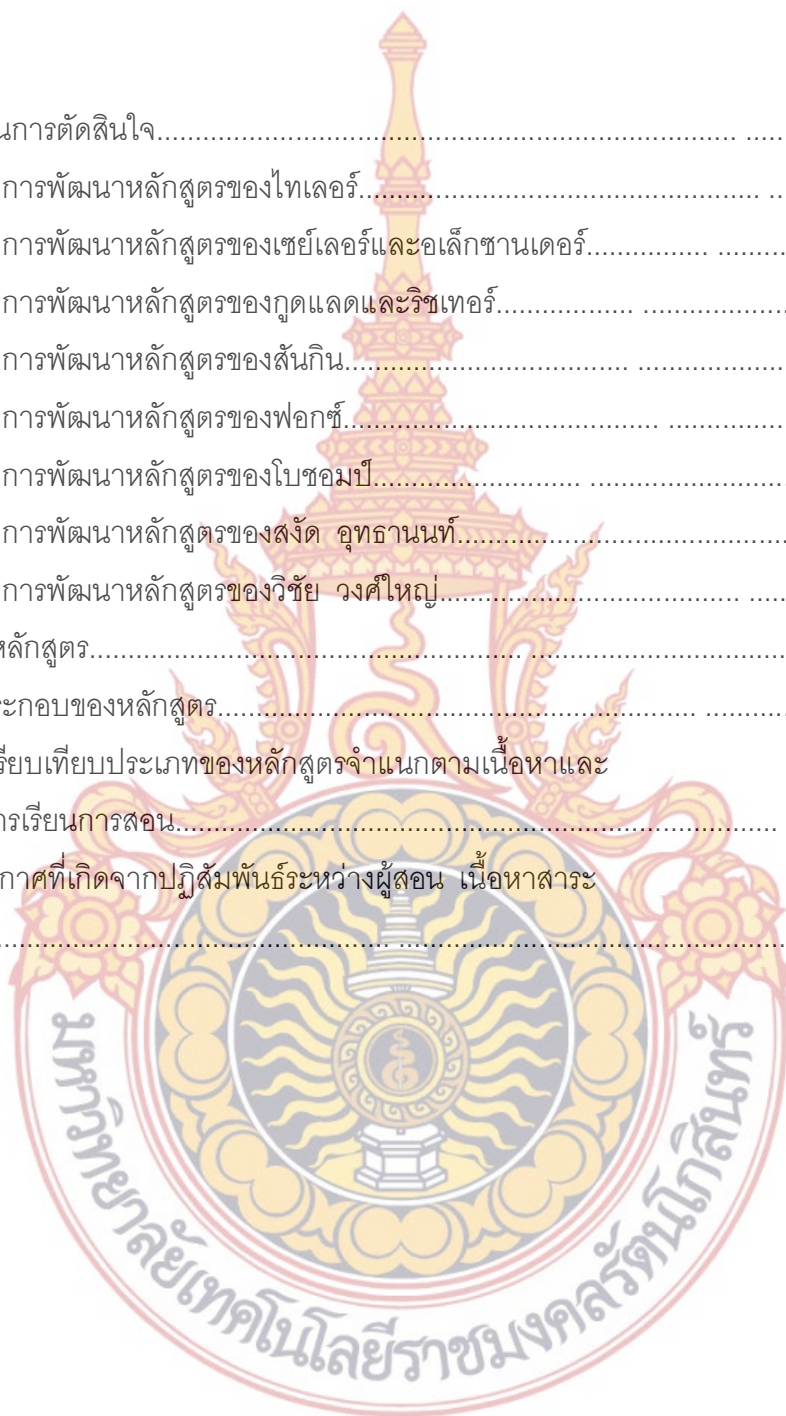 นการตัดสินใจ.................................................................................. .....
การพัฒนาหลักสูตรของไทเลอร์......................................................... ...
การพัฒนาหลักสูตรของเซย์เลอร์และอเล็กซานเดอร์................. ..........
การพัฒนาหลักสูตรของกูดแลดและริชเทอร์........................ .....................
การพัฒนาหลักสูตรของสันกิน.................................... .....................
การพัฒนาหลักสูตรของฟอกซ์............................................. .................
การพัฒนาหลักสูตรของโบชอมป์.............................. ............................
การพัฒนาหลักสูตรของสงัด อุทธานนท์...............................................
การพัฒนาหลักสูตรของวิชัย วงศ์ใหญ่.......................................... .....
หลักสูตร............................................................. .....................................
ระกอบของหลักสูตร.................................................................... ............
รียบเทียบประเภทของหลักสูตรจำแนกตามเนื้อหาและ
ารเรียนการสอน....................................................................................
กาศที่เกิดจากปฏิสัมพันธ์ระหว่างผู้สอน เนื้อหาสาระ
.......................................................... ........................................................
มหาวิทยาลัยเทคโนโลยีราชมงคลรัตนโกสินทร์